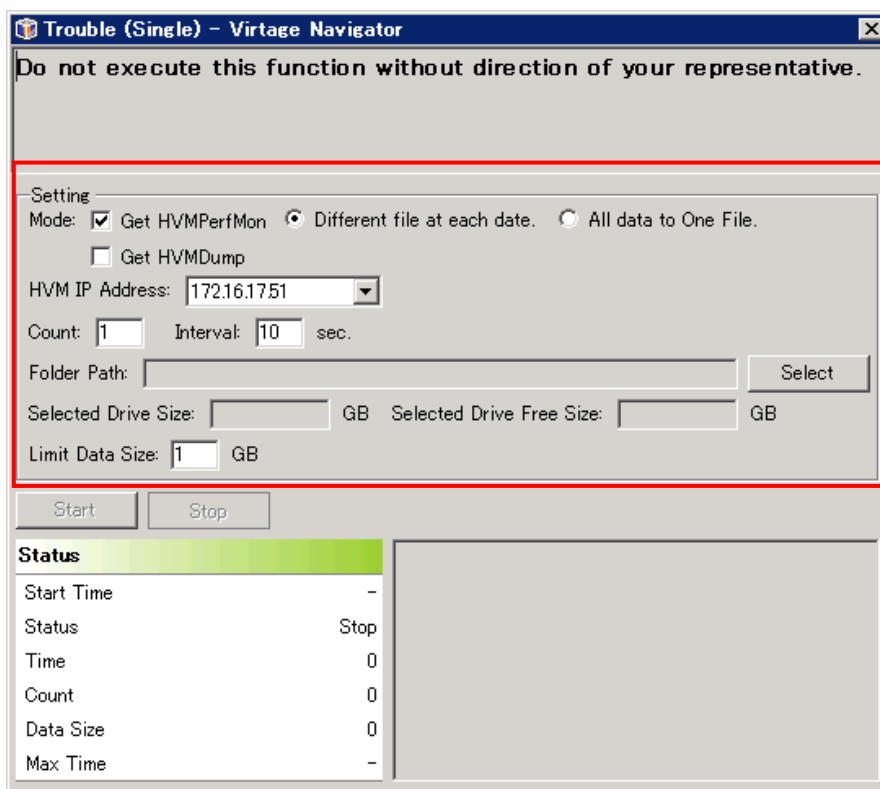 Trouble (Single) - Virtage Navigator
Do not execute this function without direction of your representative.
Setting
Mode: Get HVMPerfMon Different file at each date. All data to One File.
Get HVMDump
HVM IP Address: 172.16.17.51
Count: 1 Interval: 10 sec.
Folder Path: Select
Selected Drive Size: GB Selected Drive Free Size: GB
Limit Data Size: 1 GB
Start Stop
Status
Start Time -
Status Stop
Time 0
Count 0
Data Size 0
Max Time -